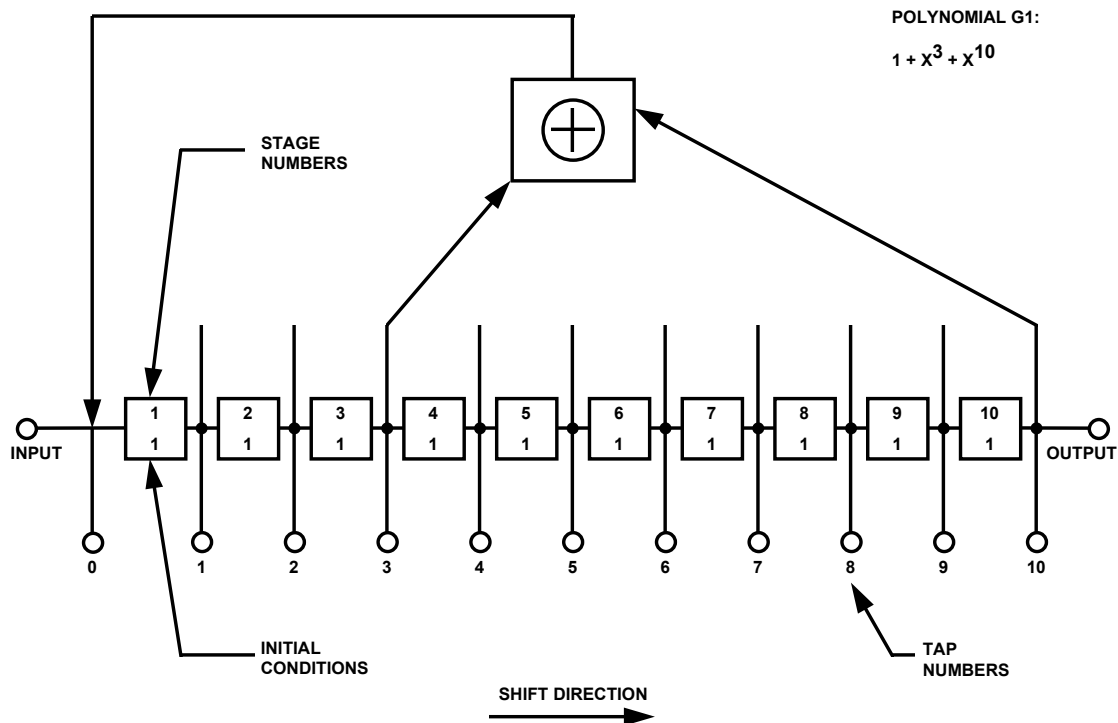 POLYNOMIAL G1:
1 + X3 + X10
STAGE
NUMBERS
1 2 3 4 5 6 7 8 9 10
1 1 1 1 1 1 1 1 1 1
INPUT
OUTPUT
0 1 2 3 4 5 6 7 8 9 10
INITIAL
CONDITIONS
TAP
NUMBERS
SHIFT DIRECTION